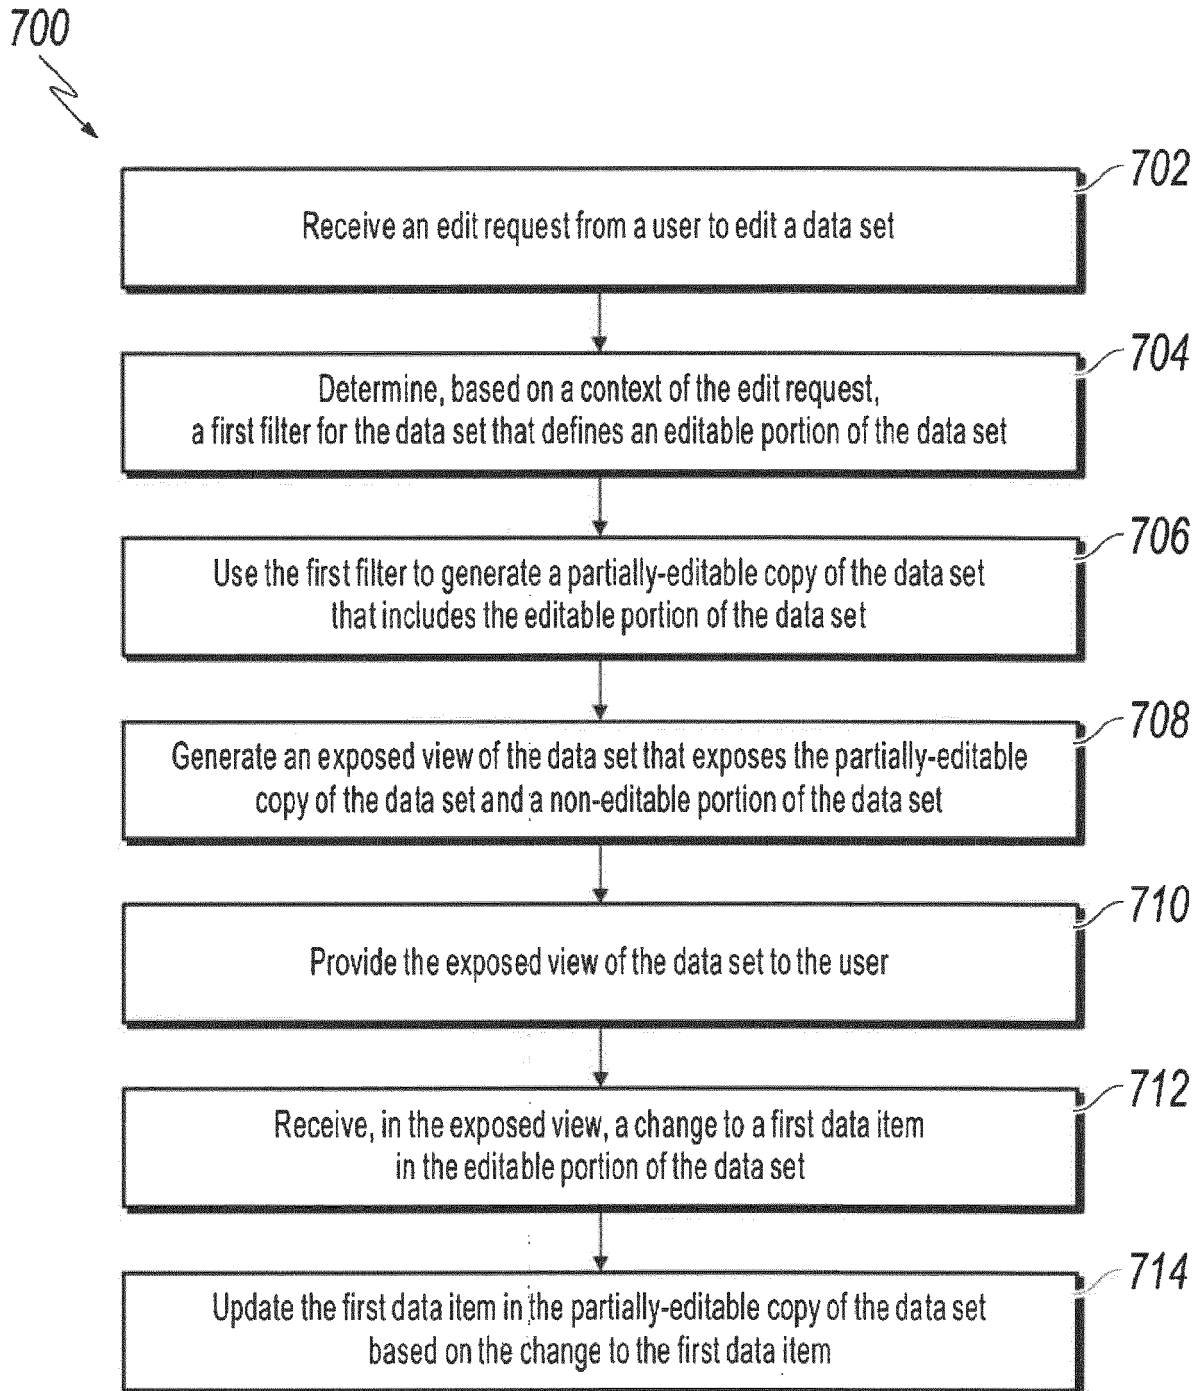 700
702
Receive an edit request from a user to edit a data set
704
Determine, based on a context of the edit request,
a first filter for the data set that defines an editable portion of the data set
706
Use the first filter to generate a partially-editable copy of the data set
that includes the editable portion of the data set
708
Generate an exposed view of the data set that exposes the partially-editable
copy of the data set and a non-editable portion of the data set
710
Provide the exposed view of the data set to the user
712
Receive, in the exposed view, a change to a first data item
in the editable portion of the data set
714
Update the first data item in the partially-editable copy of the data set
based on the change to the first data item